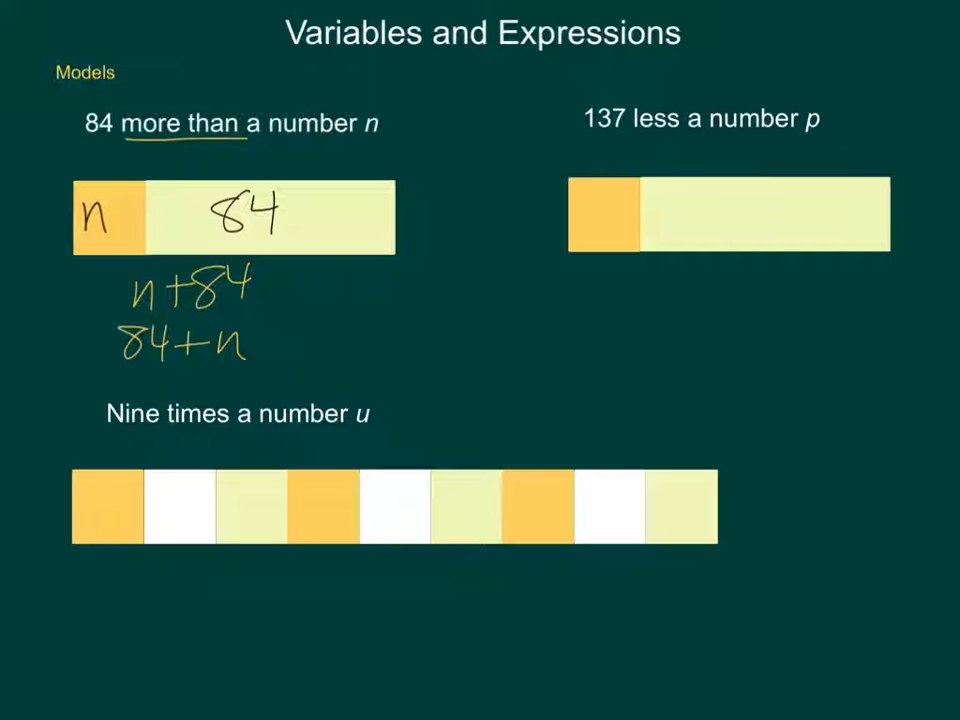 Variables and Expressions
Models
84 more than a number n
n 84
n+84
84+n
137 less a number p
Nine times a number u